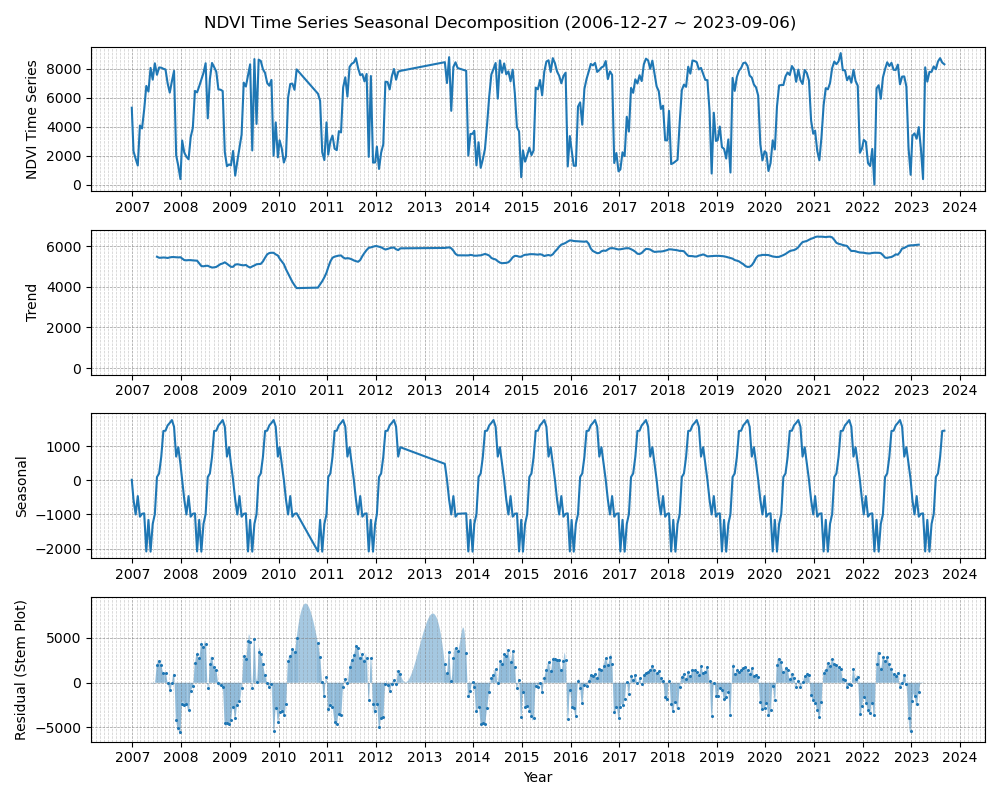 NDVI Time Series Seasonal Decomposition (2006-12-27 ~ 2023-09-06)
NDVI Time Series
8000
6000
4000
2000
0
2007 2008 2009 2010 2011 2012 2013 2014 2015 2016 2017 2018 2019 2020 2021 2022 2023 2024
Trend
6000
4000
2000
0
2007 2008 2009 2010 2011 2012 2013 2014 2015 2016 2017 2018 2019 2020 2021 2022 2023 2024
Seasonal
1000
0
−1000
−2000
2007 2008 2009 2010 2011 2012 2013 2014 2015 2016 2017 2018 2019 2020 2021 2022 2023 2024
Residual (Stem Plot)
5000
0
−5000
2007 2008 2009 2010 2011 2012 2013 2014 2015 2016 2017 2018 2019 2020 2021 2022 2023 2024
Year